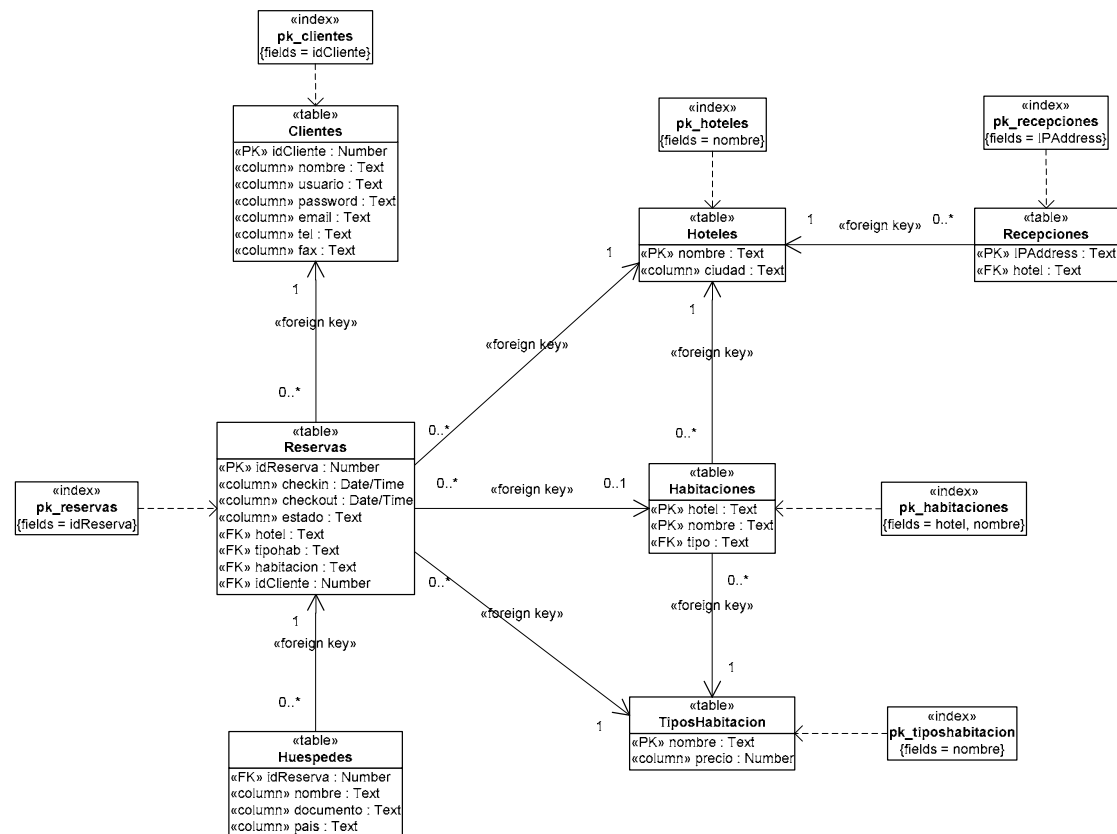 «index»
pk_clientes
{fields = idCliente}
«table»
Clientes
«PK» idCliente : Number
«column» nombre : Text
«column» usuario : Text
«column» password : Text
«column» email : Text
«column» tel : Text
«column» fax : Text
«index»
pk_hoteles
{fields = nombre}
«index»
pk_recepciones
{fields = IPAddress}
«table»
Hoteles
«PK» nombre : Text
«column» ciudad : Text
1
«foreign key»
0..*
«table»
Recepciones
«PK» IPAddress : Text
«FK» hotel : Text
1
«foreign key»
0..*
1
«foreign key»
0..*
1
«foreign key»
0..*
«table»
Reservas
«PK» idReserva : Number
«column» checkin : Date/Time
«column» checkout : Date/Time
«column» estado : Text
«FK» hotel : Text
«FK» tipohab : Text
«FK» habitacion : Text
«FK» idCliente : Number
«index»
pk_reservas
{fields = idReserva}
0..*
«foreign key»
0..1
«table»
Habitaciones
«PK» hotel : Text
«PK» nombre : Text
«FK» tipo : Text
«index»
pk_habitaciones
{fields = hotel, nombre}
0..*
«foreign key»
1
0..*
«foreign key»
1
1
«foreign key»
0..*
«table»
TiposHabitacion
«PK» nombre : Text
«column» precio : Number
«index»
pk_tiposhabitacion
{fields = nombre}
«table»
Huespedes
«FK» idReserva : Number
«column» nombre : Text
«column» documento : Text
«column» pais : Text